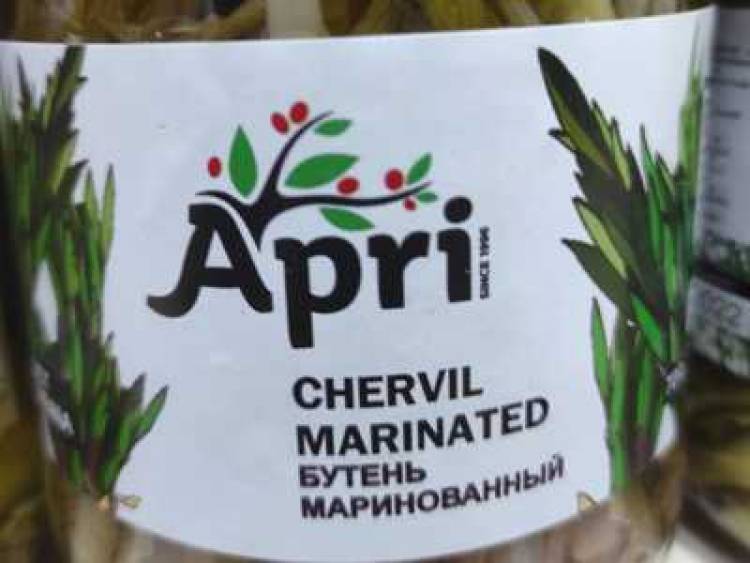 Apri
SINCE 1996
CHERVIL
MARINATED
БУТЕНЬ
МАРИНОВАННЫЙ